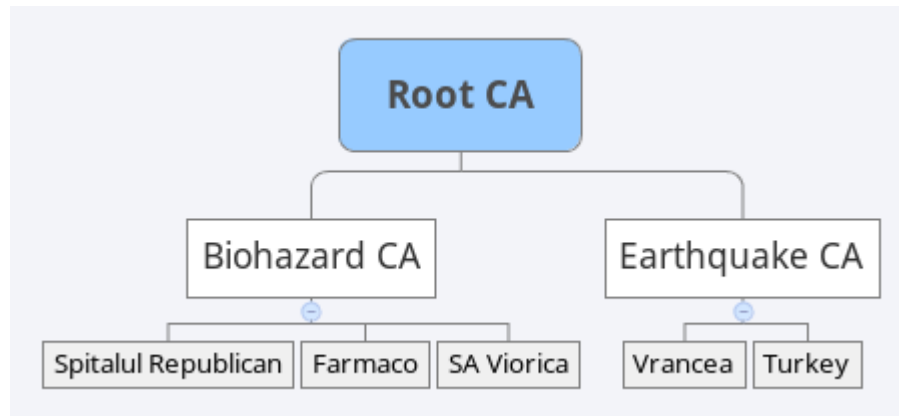 Root CA
Biohazard CA
Earthquake CA
Spitalul Republican
Farmaco
SA Viorica
Vrancea
Turkey